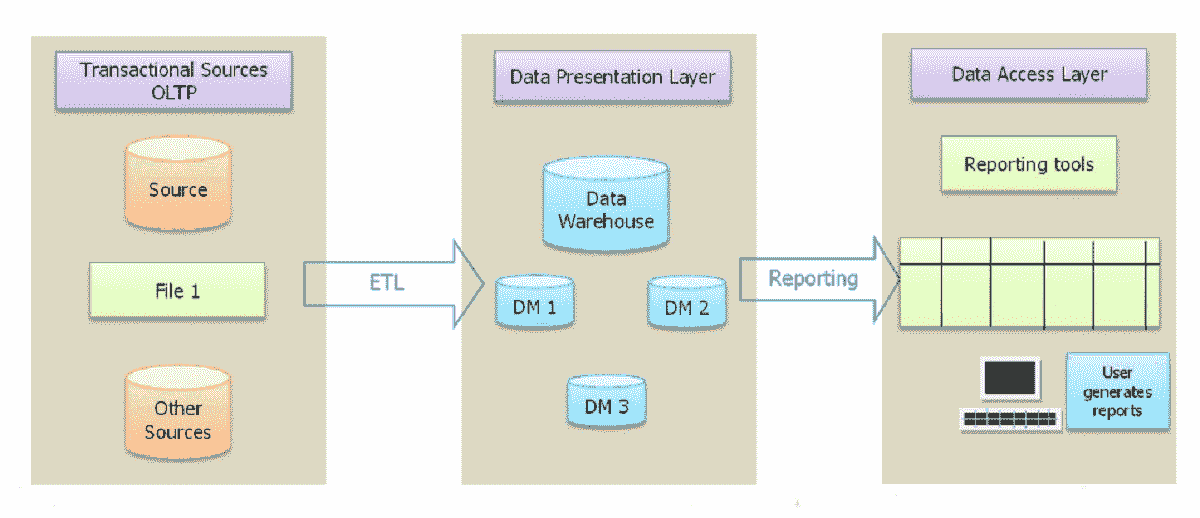 Transactional Sources
OLTP
Source
File 1
Other
Sources
ETL
Data Presentation Layer
Data
Warehouse
DM 1
DM 2
DM 3
Reporting
Data Access Layer
Reporting tools
User
generates
reports